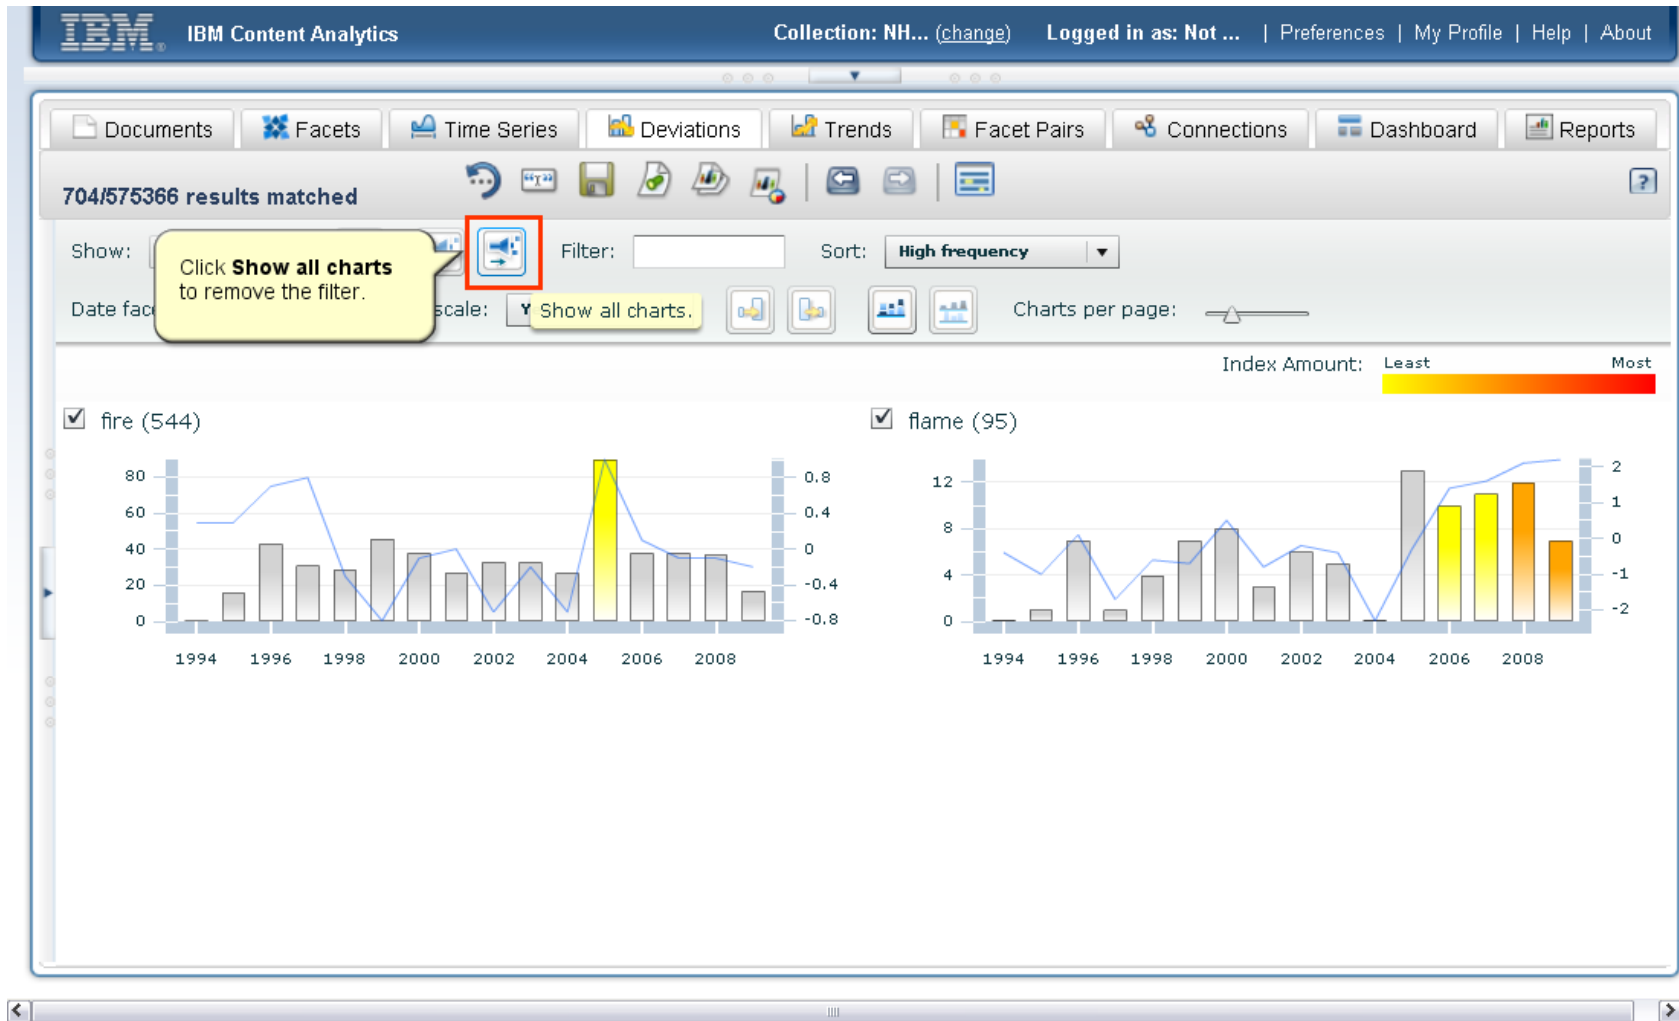 IBM® IBM Content Analytics Collection: NH... (change) Logged in as: Not ... | Preferences | My Profile | Help | About
Documents Facets Time Series Deviations Trends Facet Pairs Connections Dashboard Reports
704/575366 results matched
Show: Filter: Sort: High frequency
Click Show all charts
to remove the filter.
Date fac scale: Y Show all charts. Charts per page:
Index Amount: Least Most
fire (544)
80
60
40
20
0
0.8
0.4
0
-0.4
-0.8
1994 1996 1998 2000 2002 2004 2006 2008
flame (95)
12
8
4
0
2
1
0
-1
-2
1994 1996 1998 2000 2002 2004 2006 2008